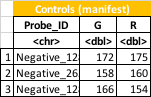 Controls (manifest)
Probe_ID G R
<chr> <dbl> <dbl>
1 Negative_12 172 175
2 Negative_26 158 160
3 Negative_12 166 154